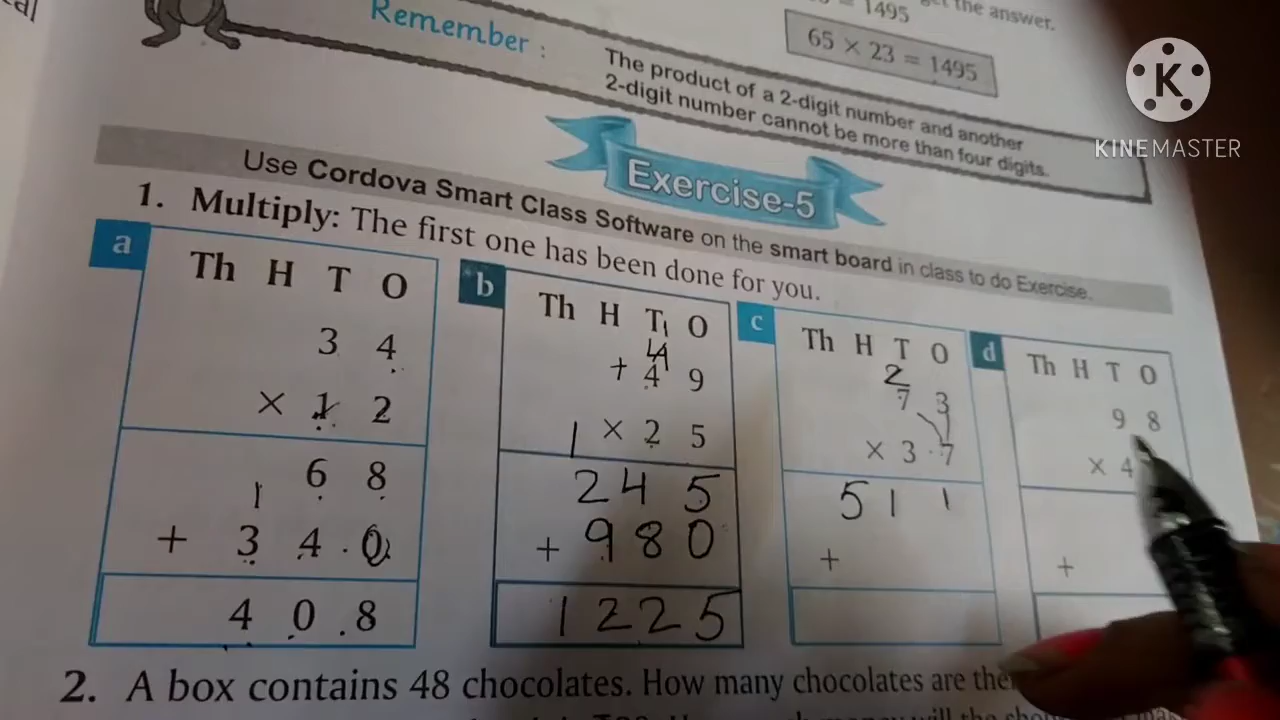 = 1495
get the answer.
65 × 23 = 1495
Remember :
The product of a 2-digit number and another
2-digit number cannot be more than four digits.
KINEMASTER
Exercise-5
Use Cordova Smart Class Software on the smart board in class to do Exercise.
1. Multiply: The first one has been done for you.
a
Th H T O
3 4
× 1 2
1
6 8
+ 3 4 0
4 0 8
b
Th H T O
1
4
+ 4 9
1 × 2 5
2 4 5
+ 9 8 0
1 2 2 5
c
Th H T O
2
7 3
× 3 7
5 1 1
+
d
Th H T O
9 8
× 4
+
2. A box contains 48 chocolates. How many chocolates are